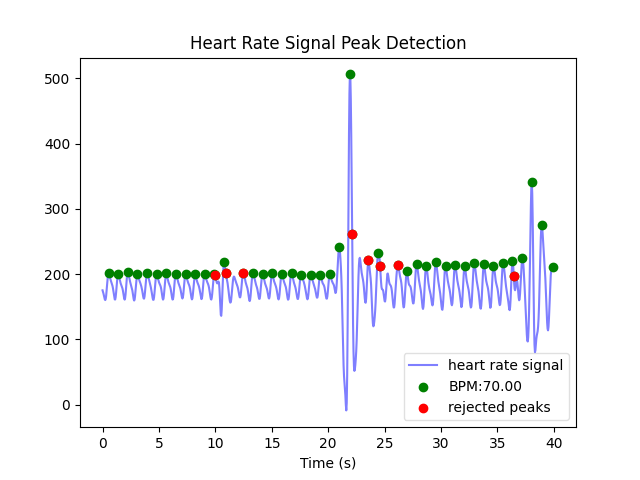 Heart Rate Signal Peak Detection
500
400
300
200
100
0
heart rate signal
BPM:70.00
rejected peaks
0 5 10 15 20 25 30 35 40
Time (s)